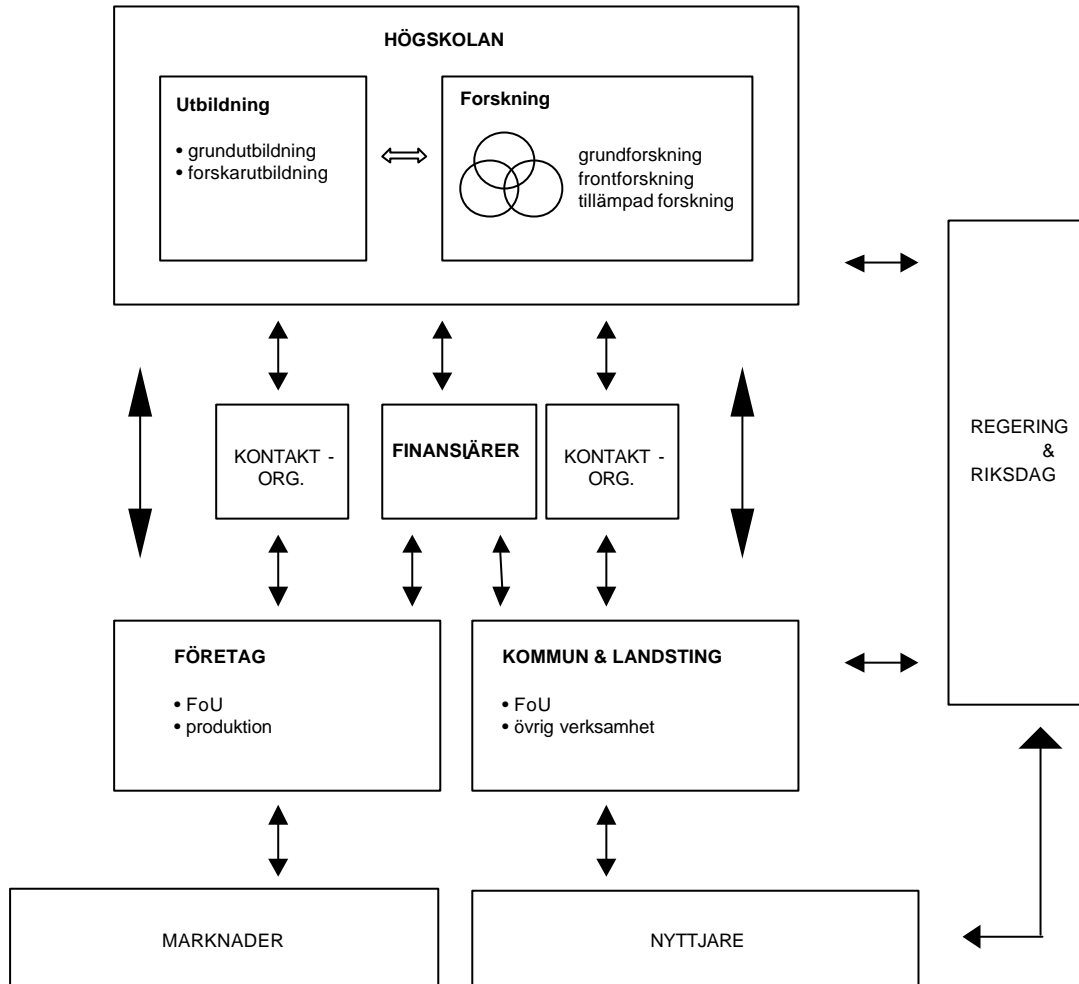 HÖGSKOLAN
Utbildning
• grundutbildning
• forskarutbildning
Forskning
grundforskning
frontforskning
tillämpad forskning
KONTAKT -
ORG.
FINANSIÄRER
KONTAKT -
ORG.
REGERING
&
RIKSDAG
FÖRETAG
• FoU
• produktion
KOMMUN & LANDSTING
• FoU
• övrig verksamhet
MARKNADER
NYTTJARE